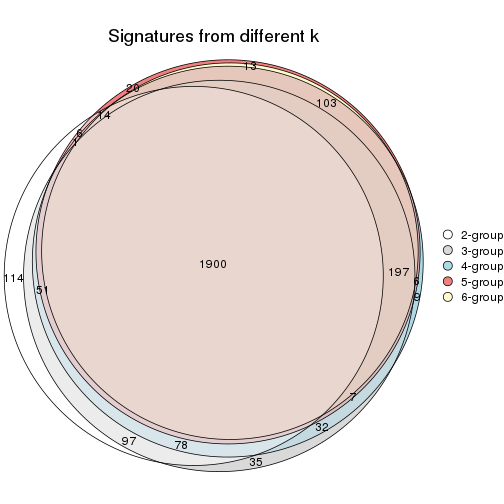 Signatures from different k
13
20
103
14
6
1
1900
197
114
6
51
9
7
32
97
78
35
2-group
3-group
4-group
5-group
6-group